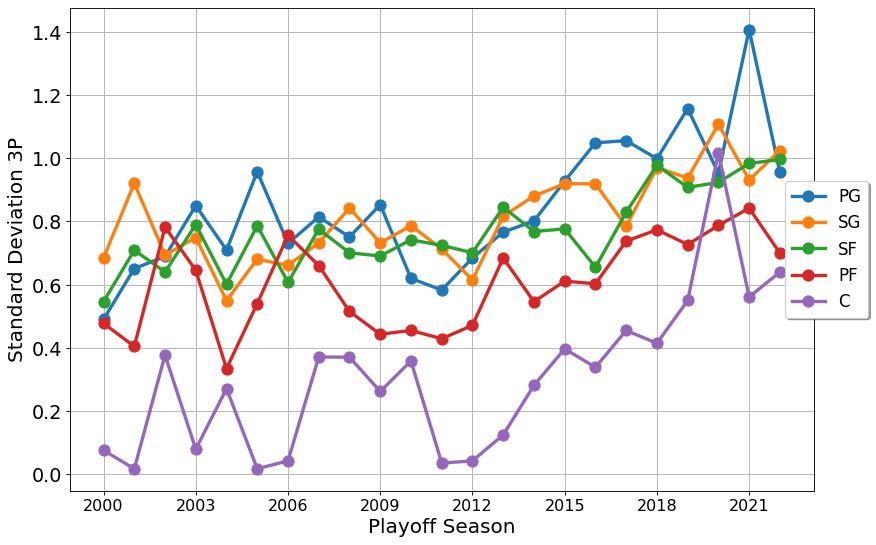 Standard Deviation 3P
1.4
1.2
1.0
0.8
0.6
0.4
0.2
0.0
2000 2003 2006 2009 2012 2015 2018 2021
Playoff Season
PG
SG
SF
PF
C